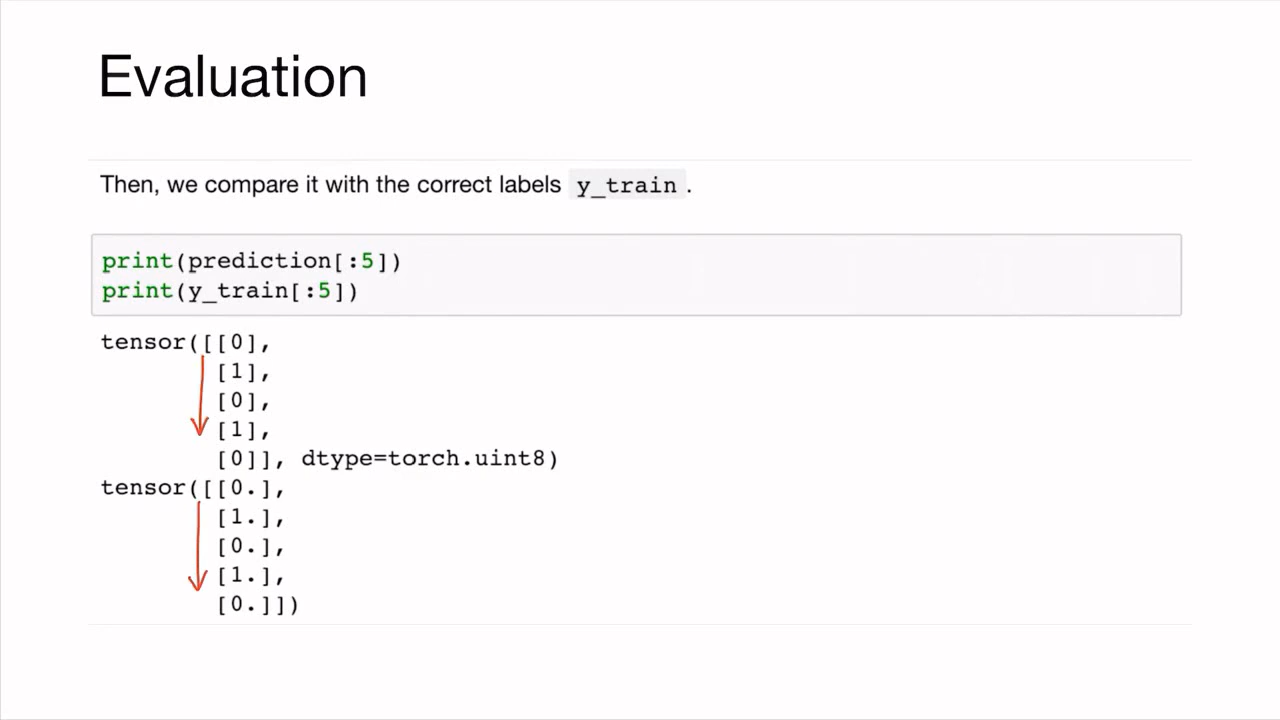 Evaluation
Then, we compare it with the correct labels y_train .
print(prediction[:5])
print(y_train[:5])
tensor([[0],
[1],
[0],
[1],
[0]], dtype=torch.uint8)
tensor([[0.],
[1.],
[0.],
[1.],
[0.]])